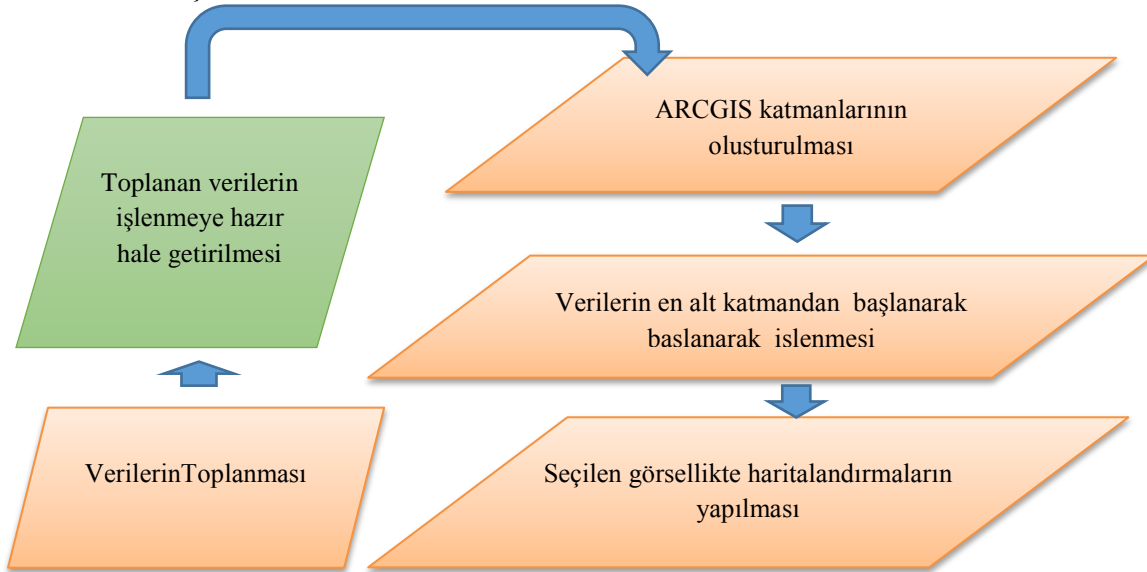 ARCGIS katmanlarının
olusturulması
Toplanan verilerin
işlenmeye hazır
hale getirilmesi
Verilerin en alt katmandan başlanarak
baslanarak islenmesi
VerilerinToplanması
Seçilen görsellikte haritalandırmaların
yapılması